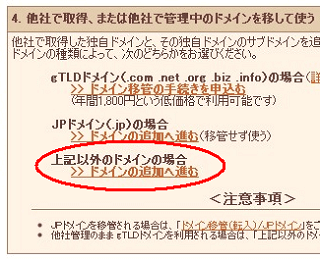 4. 他社で取得、または他社で管理中のドメインを移して使う
他社で取得した独自ドメインと、その独自ドメインのサブドメインを追
ドメインの種類によって、次のどちらかをお選びください。
gTLDドメイン(.com .net .org .biz .info)の場合(詳
>> ドメイン移管の手続きを申込む
(年間1,800円という低価格で利用可能です)
JPドメイン(.jp)の場合
>> ドメインの追加へ進む(移管せず使う)
上記以外のドメインの場合
>> ドメインの追加へ進む
＜注意事項＞
• JPドメインを移管される場合は、「ドメイン移管(転入)/JPドメイン」をご
• 他社管理のまま gTLDドメインを利用される場合は、「上記以外のドメ